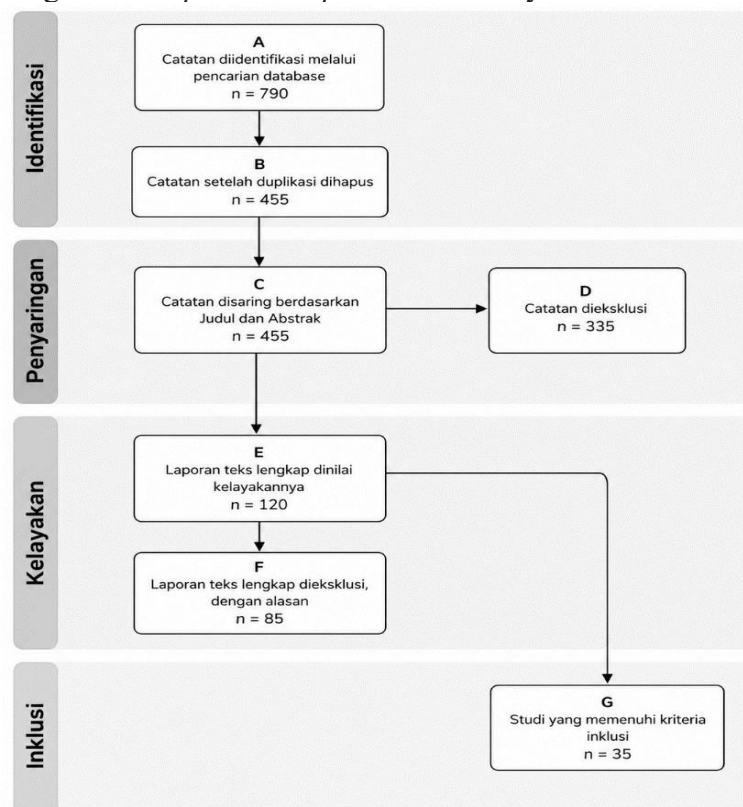 Identifikasi
A
Catatan diidentifikasi melalui
pencarian database
n = 790
B
Catatan setelah duplikasi dihapus
n = 455
Penyaringan
C
Catatan disaring berdasarkan
Judul dan Abstrak
n = 455
D
Catatan dieksklusi
n = 335
Kelayakan
E
Laporan teks lengkap dinilai
kelayakannya
n = 120
F
Laporan teks lengkap dieksklusi,
dengan alasan
n = 85
Inklusi
G
Studi yang memenuhi kriteria
inklusi
n = 35